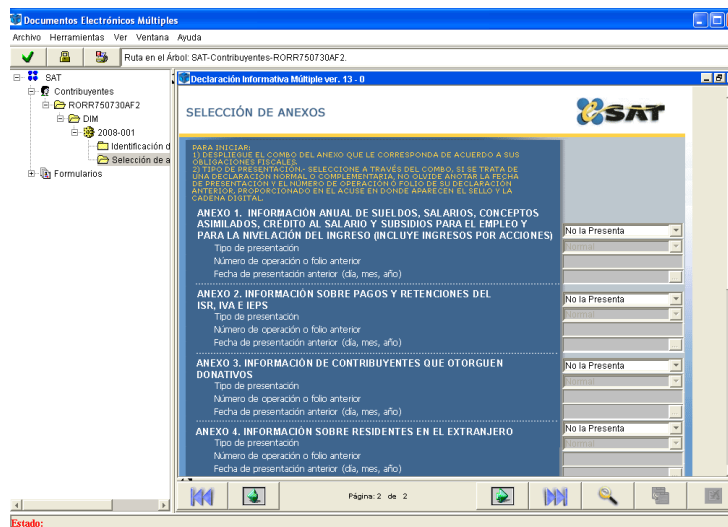 Documentos Electrónicos Múltiples
Archivo Herramientas Ver Ventana Ayuda
Ruta en el Árbol: SAT-Contribuyentes-RORR750730AF2.
SAT
Contribuyentes
RORR750730AF2
DIM
2008-001
Identificación d
Selección de a
Formularios
Declaración Informativa Múltiple ver. 13 - 0
SELECCIÓN DE ANEXOS
SAT
PARA INICIAR:
1) DESPLIEGUE EL COMBO DEL ANEXO QUE LE CORRESPONDA DE ACUERDO A SUS
OBLIGACIONES FISCALES.
2) TIPO DE PRESENTACIÓN.- SELECCIONE A TRAVÉS DEL COMBO, SI SE TRATA DE
UNA DECLARACIÓN NORMAL O COMPLEMENTARIA, NO OLVIDE ANOTAR LA FECHA
DE PRESENTACIÓN Y EL NÚMERO DE OPERACIÓN Ó FOLIO DE SU DECLARACIÓN
ANTERIOR, PROPORCIONADO EN EL ACUSE EN DONDE APARECEN EL SELLO Y LA
CADENA DIGITAL.
ANEXO 1. INFORMACIÓN ANUAL DE SUELDOS, SALARIOS, CONCEPTOS
ASIMILADOS, CRÉDITO AL SALARIO Y SUBSIDIOS PARA EL EMPLEO Y
PARA LA NIVELACIÓN DEL INGRESO (INCLUYE INGRESOS POR ACCIONES)
No la Presenta
Tipo de presentación
Normal
Número de operación o folio anterior
Fecha de presentación anterior (día, mes, año)
ANEXO 2. INFORMACIÓN SOBRE PAGOS Y RETENCIONES DEL
ISR, IVA E IEPS
No la Presenta
Tipo de presentación
Normal
Número de operación o folio anterior
Fecha de presentación anterior (día, mes, año)
ANEXO 3. INFORMACIÓN DE CONTRIBUYENTES QUE OTORGUEN
DONATIVOS
No la Presenta
Tipo de presentación
Normal
Número de operación o folio anterior
Fecha de presentación anterior (día, mes, año)
ANEXO 4. INFORMACIÓN SOBRE RESIDENTES EN EL EXTRANJERO
No la Presenta
Tipo de presentación
Normal
Número de operación o folio anterior
Fecha de presentación anterior (día, mes, año)
Página: 2 de 2
Estado: